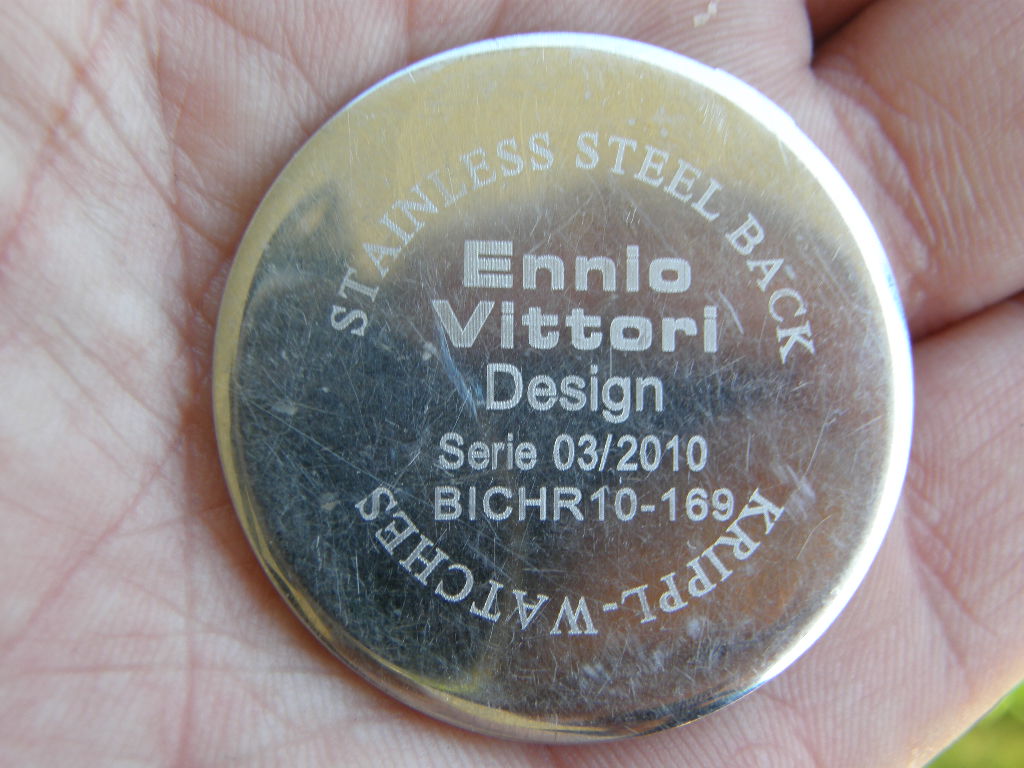 STAINLESS STEEL BACK
Ennio
Vittori
Design
Serie 03/2010
BICHR10-169
KRIPPL-WATCHES